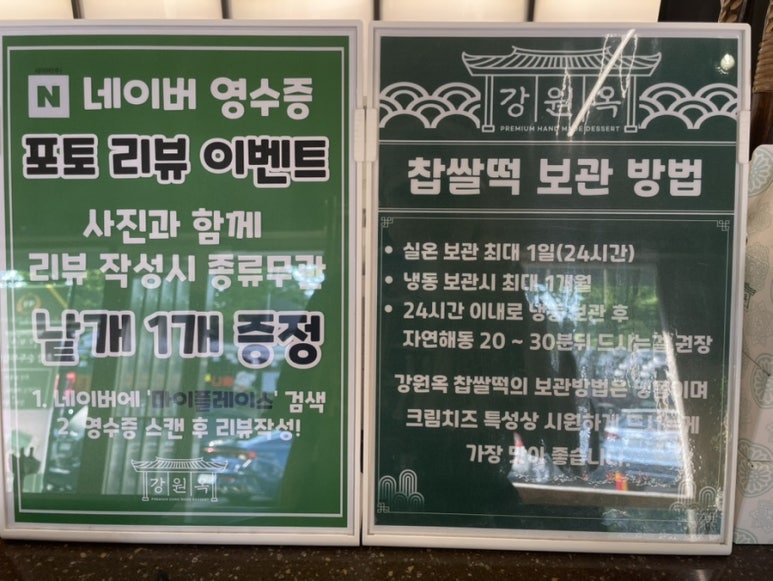 N 네이버 영수증
포토 리뷰 이벤트
사진과 함께
리뷰 작성시 종류무관
낱개 1개 증정
1. 네이버에 '마이플레이스' 검색
2. 영수증 스캔 후 리뷰작성!
강원옥
PREMIUM HAND MADE DESSERT
강원옥
PREMIUM HAND MADE DESSERT
찹쌀떡 보관 방법
• 실온 보관 최대 1일(24시간)
• 냉동 보관시 최대 1개월
• 24시간 이내로 냉동 보관 후
자연해동 20 ~ 30분뒤 드시는걸 권장
강원옥 찹쌀떡의 보관방법은 냉동이며
크림치즈 특성상 시원하게 드시는게
가장 맛이 좋습니다.